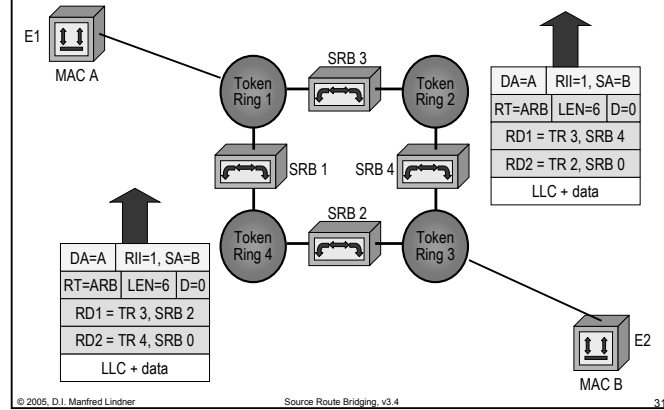 E1
MAC A
Token
Ring 1
SRB 3
Token
Ring 2
DA=A RII=1, SA=B
RT=ARB LEN=6 D=0
RD1 = TR 3, SRB 4
RD2 = TR 2, SRB 0
LLC + data
SRB 1
SRB 4
DA=A RII=1, SA=B
RT=ARB LEN=6 D=0
RD1 = TR 3, SRB 2
RD2 = TR 4, SRB 0
LLC + data
Token
Ring 4
SRB 2
Token
Ring 3
E2
MAC B
© 2005, D.I. Manfred Lindner Source Route Bridging, v3.4 31